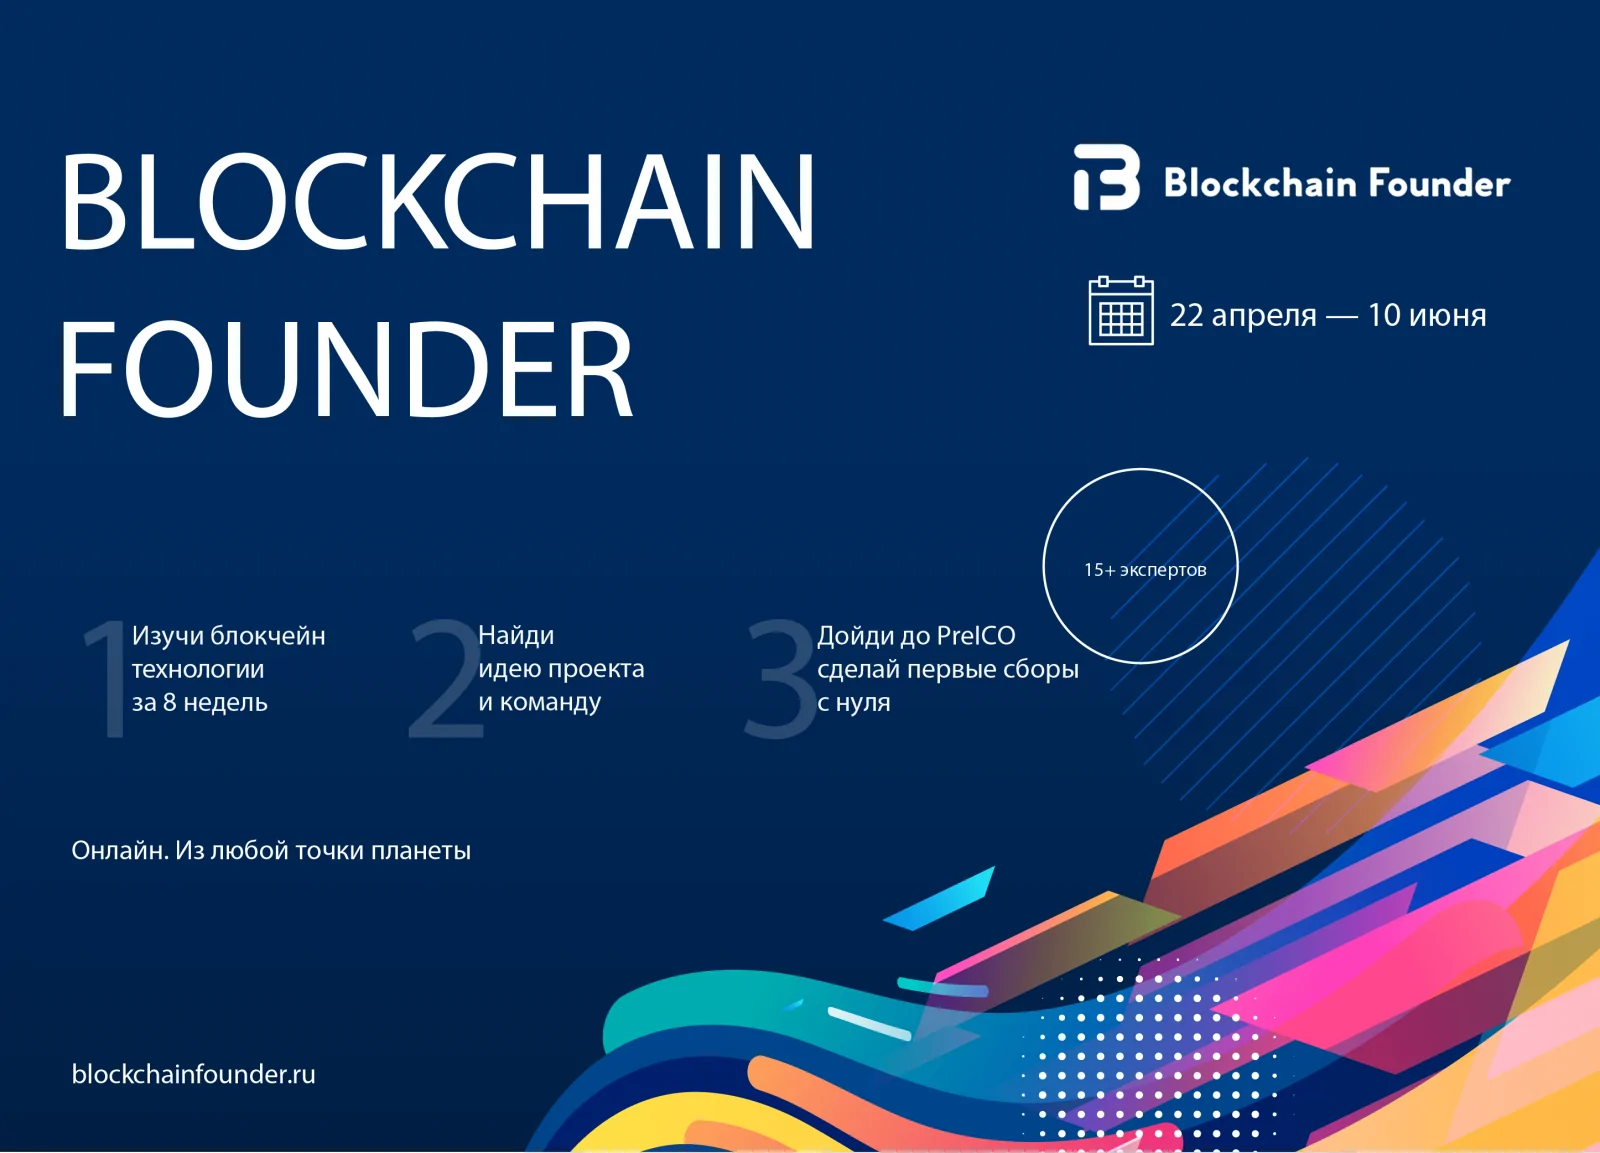 BLOCKCHAIN
FOUNDER
Blockchain Founder
22 апреля — 10 июня
15+ экспертов
1
Изучи блокчейн
технологии
за 8 недель
2
Найди
идею проекта
и команду
3
Дойди до PreICO
сделай первые сборы
с нуля
Онлайн. Из любой точки планеты
blockchainfounder.ru